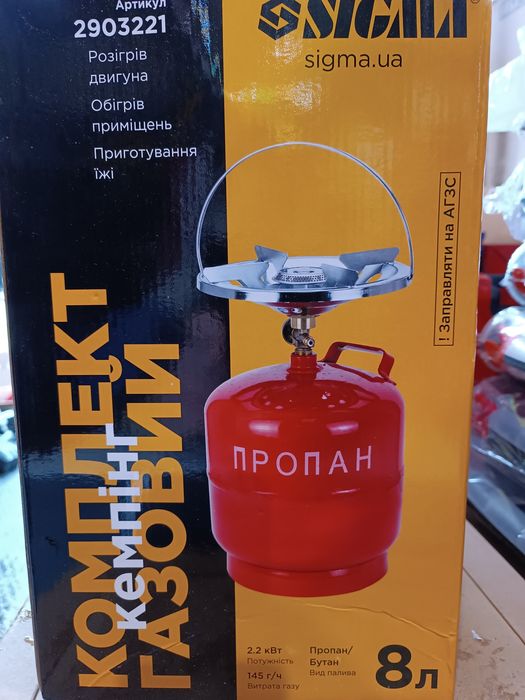 Артикул
2903221
Розігрів
двигуна
Обігрів
приміщень
Приготування
їжі
SIGMA®
sigma.ua
! Заправляти на АГЗС
КОМПЛЕКТ
кемпінг
ГАЗОВИЙ
ПРОПАН
2.2 кВт
Потужність
145 г/ч
Витрата газу
Пропан/
Бутан
Вид палива
8л